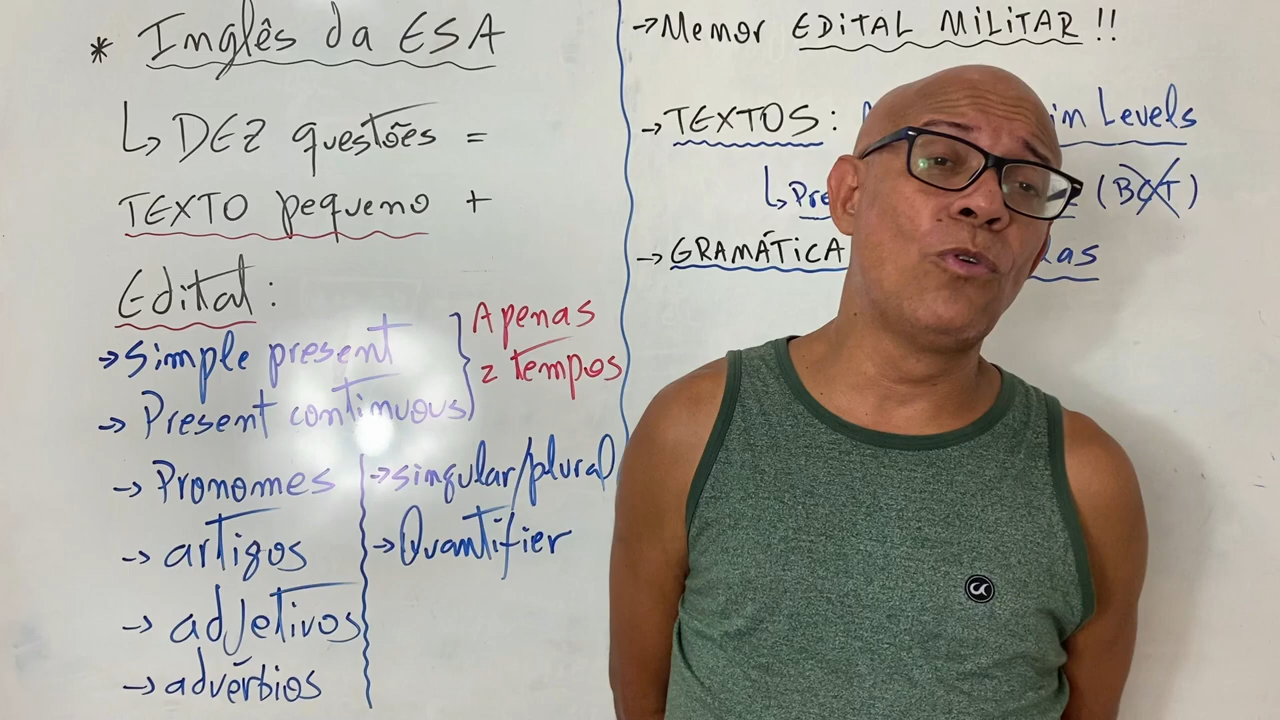 * Inglês da ESA
↳ DEZ questões =
TEXTO pequeno +
Edital:
→ simple present
→ Present continuous
} Apenas
2 tempos
→ Pronomes
→ artigos
→ adjetivos
→ advérbios
→ singular/plural
→ Quantifier
→ Menor EDITAL MILITAR !!
→ TEXTOS: in Levels
↳ (BCT)
→ GRAMÁTICA